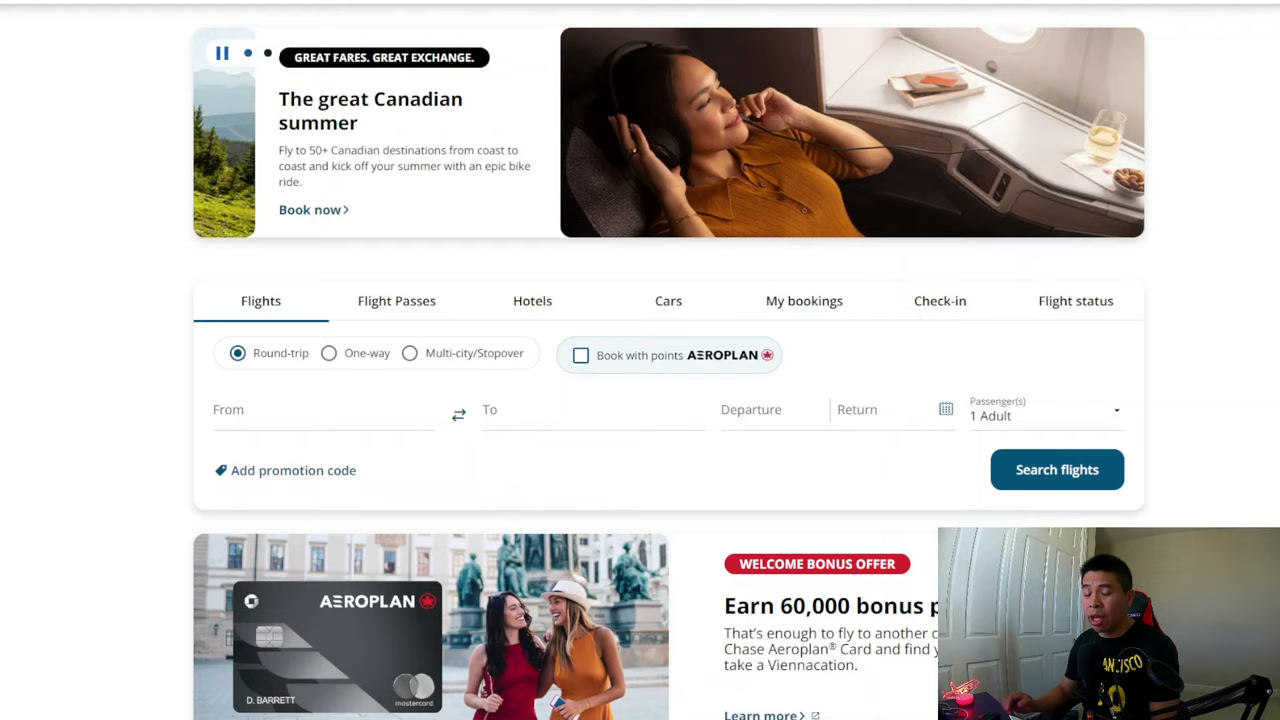 GREAT FARES. GREAT EXCHANGE.
The great Canadian
summer
Fly to 50+ Canadian destinations from coast to
coast and kick off your summer with an epic bike
ride.
Book now
Flights
Flight Passes
Hotels
Cars
My bookings
Check-in
Flight status
Round-trip
One-way
Multi-city/Stopover
Book with points AEROPLAN
From
To
Departure
Return
Passenger(s)
1 Adult
Add promotion code
Search flights
AEROPLAN
D. BARRETT
mastercard
WELCOME BONUS OFFER
Earn 60,000 bonus
That's enough to fly to another
Chase Aeroplan® Card and find
take a Viennacation.
Learn more